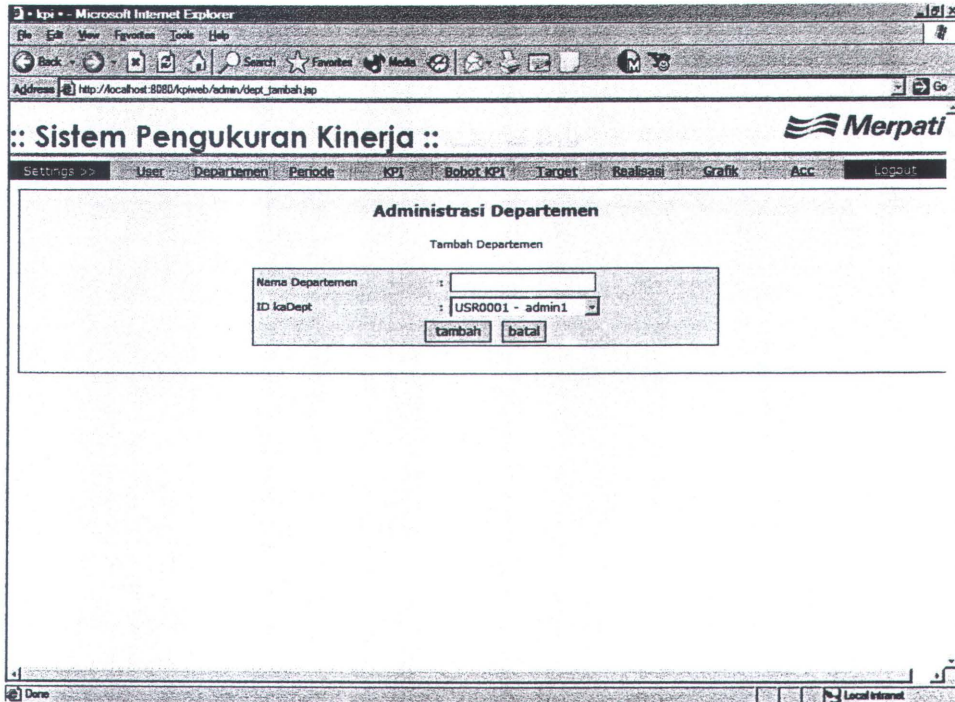 • kpi • - Microsoft Internet Explorer
File Edit View Favorites Tools Help
Back Search Favorites Media
Address http://localhost:8080/kpiweb/admin/dept_tambah.jsp Go
:: Sistem Pengukuran Kinerja :: Merpati
Settings >> User Departemen Periode KPI Bobot KPI Target Realisasi Grafik Acc Logout
Administrasi Departemen
Tambah Departemen
Nama Departemen :
ID kaDept : USR0001 - admin1
tambah batal
Done Local intranet